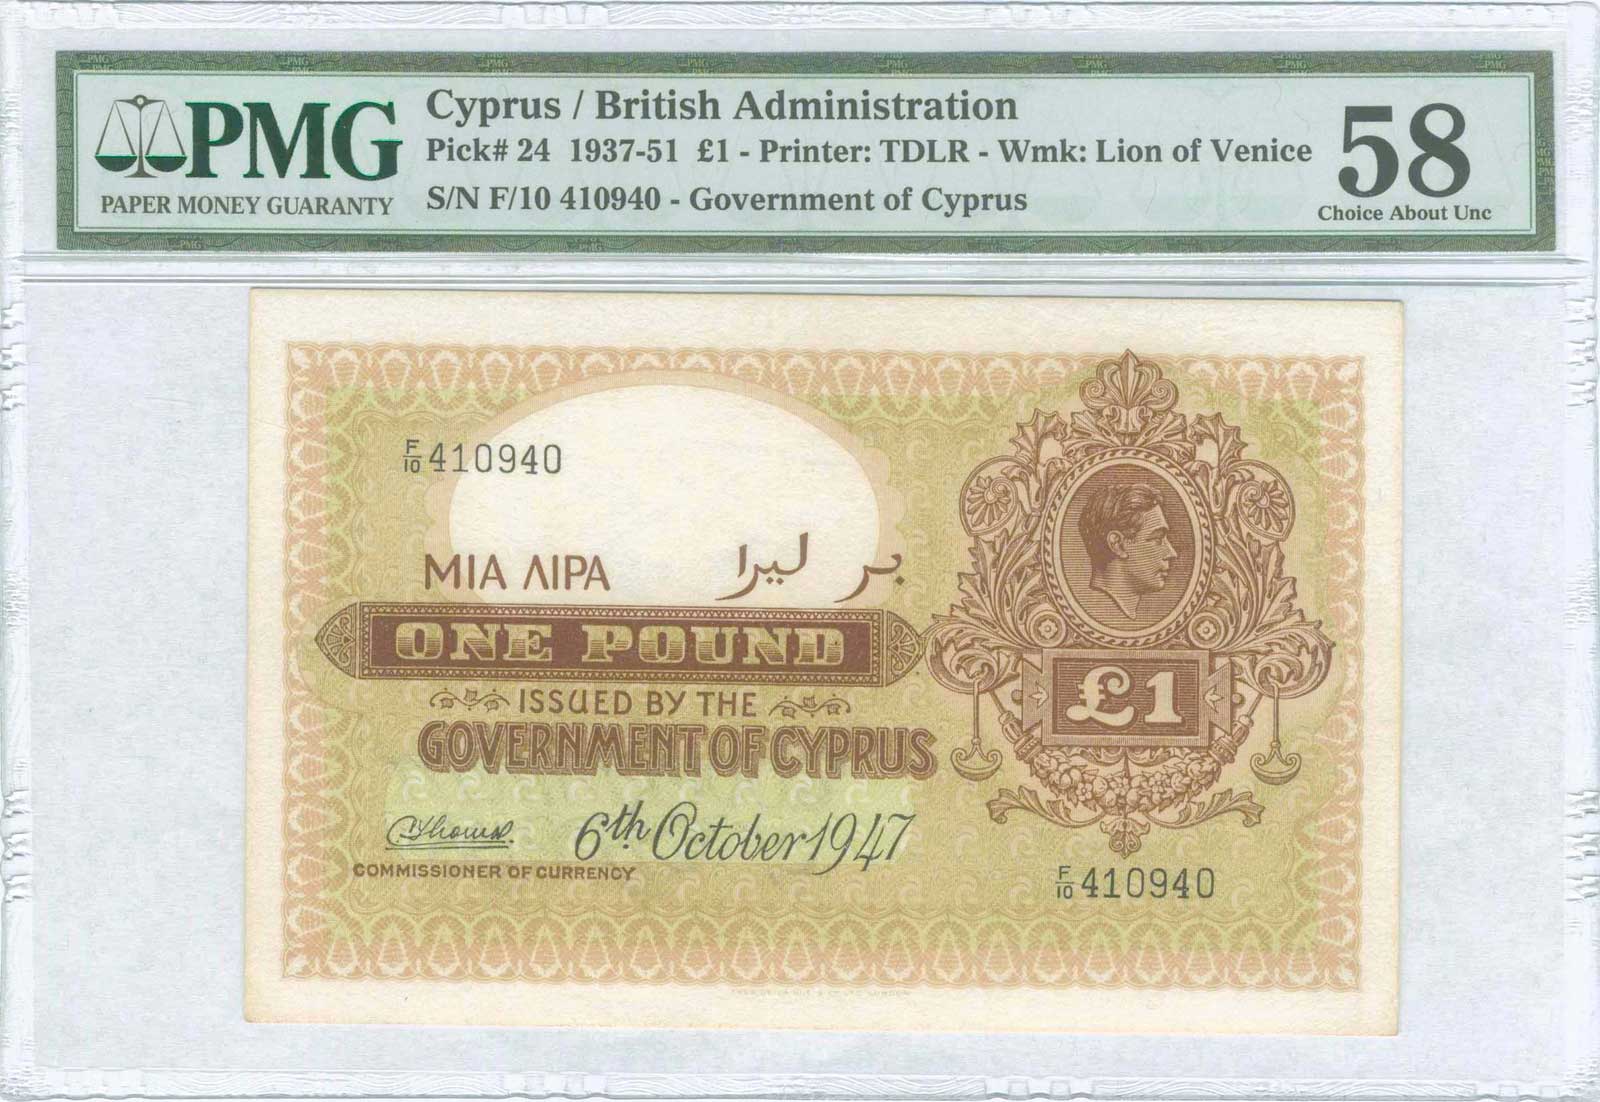 PMG
PAPER MONEY GUARANTY
Cyprus / British Administration
Pick# 24 1937-51 £1 - Printer: TDLR - Wmk: Lion of Venice
S/N F/10 410940 - Government of Cyprus
58
Choice About Unc
F/10 410940
ΜΙΑ ΛΙΡΑ بر ليرا
ONE POUND
ISSUED BY THE
GOVERNMENT OF CYPRUS
£1
6th October 1947
COMMISSIONER OF CURRENCY
F/10 410940